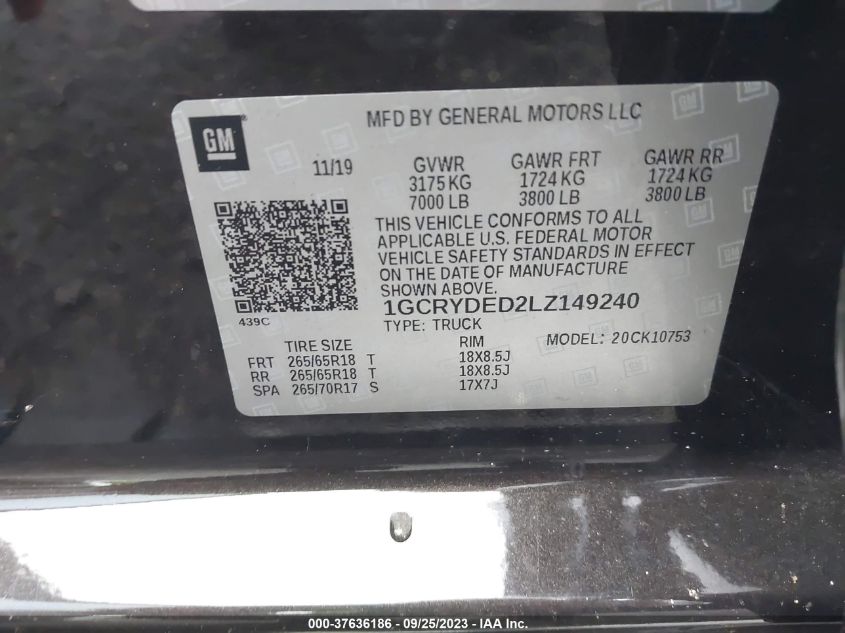 GM
MFD BY GENERAL MOTORS LLC
11/19
GVWR GAWR FRT GAWR RR
3175 KG 1724 KG 1724 KG
7000 LB 3800 LB 3800 LB
THIS VEHICLE CONFORMS TO ALL
APPLICABLE U.S. FEDERAL MOTOR
VEHICLE SAFETY STANDARDS IN EFFECT
ON THE DATE OF MANUFACTURE
SHOWN ABOVE.
439C
1GCRYDED2LZ149240
TYPE: TRUCK
MODEL: 20CK10753
TIRE SIZE RIM
FRT 265/65R18 T 18X8.5J
RR 265/65R18 T 18X8.5J
SPA 265/70R17 S 17X7J
000-37636186 - 09/25/2023 - IAA Inc.